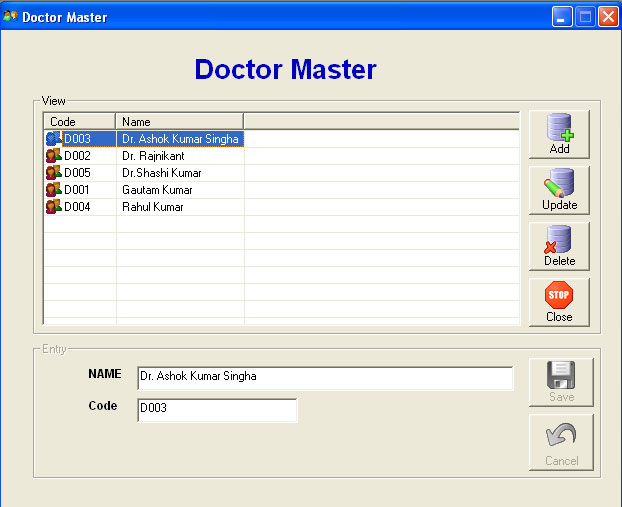 Doctor Master
Doctor Master
View
Code Name
D003 Dr. Ashok Kumar Singha
D002 Dr. Rajnikant
D005 Dr.Shashi Kumar
D001 Gautam Kumar
D004 Rahul Kumar
Add
Update
Delete
STOP
Close
Entry
NAME Dr. Ashok Kumar Singha
Code D003
Save
Cancel